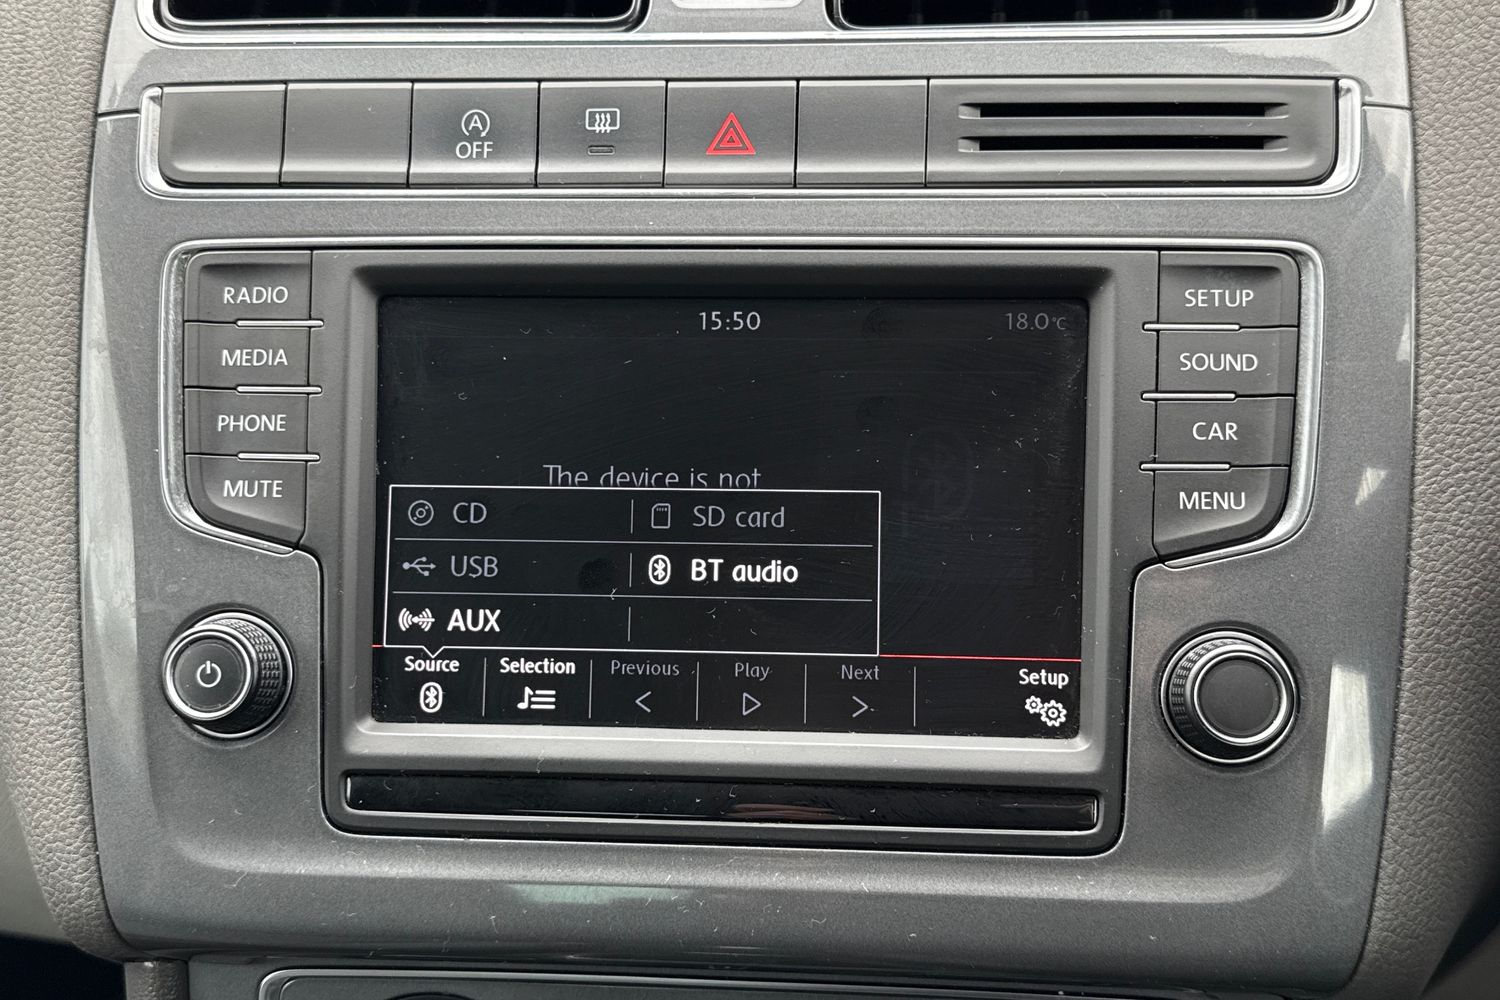 A
OFF
RADIO
MEDIA
PHONE
MUTE
SETUP
SOUND
CAR
MENU
15:50
18.0°C
The device is not
CD
SD card
USB
BT audio
AUX
Source
Selection
Previous
Play
Next
Setup